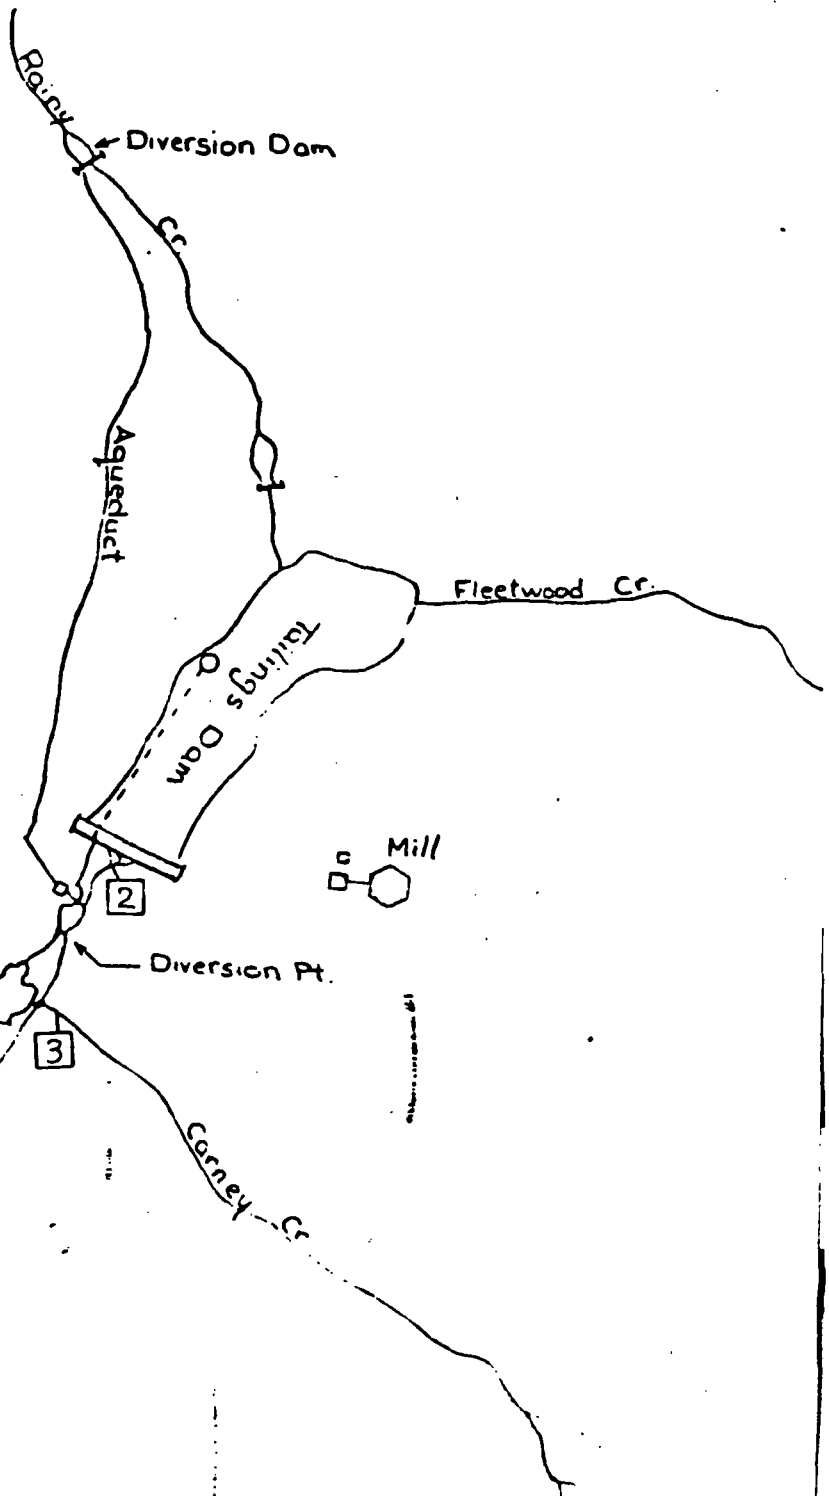 Rainy Cr.
Diversion Dam
Aqueduct
Fleetwood Cr.
Tailings Dam
Mill
c
2
Diversion Pt.
3
Carney Cr